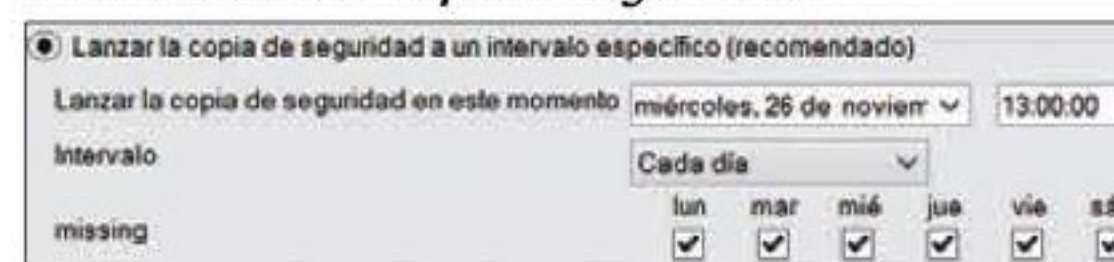 Lanzar la copia de seguridad a un intervalo específico (recomendado)
Lanzar la copia de seguridad en este momento miércoles, 26 de noviem 13:00:00
Intervalo Cada día
lun mar mié jue vie sá
missing